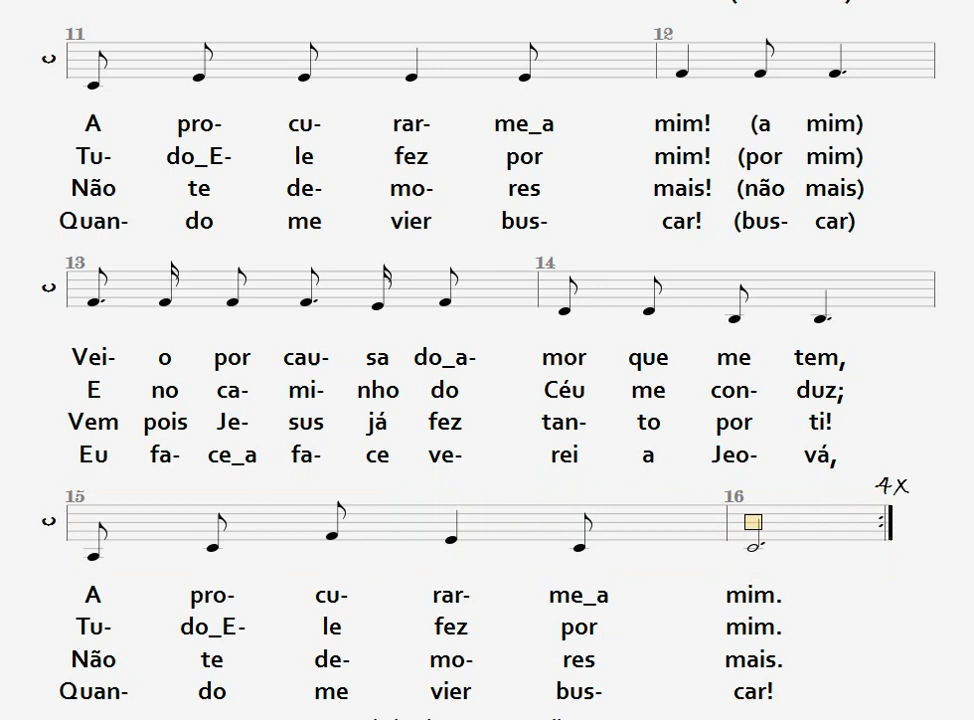 11 12
A pro- cu- rar- me_a mim! (a mim)
Tu- do_E- le fez por mim! (por mim)
Não te de- mo- res mais! (não mais)
Quan- do me vier bus- car! (bus- car)
13 14
Vei- o por cau- sa do_a- mor que me tem,
E no ca- mi- nho do Céu me con- duz;
Vem pois Je- sus já fez tan- to por ti!
Eu fa- ce_a fa- ce ve- rei a Jeo- vá,
4X
15 16
A pro- cu- rar- me_a mim.
Tu- do_E- le fez por mim.
Não te de- mo- res mais.
Quan- do me vier bus- car!